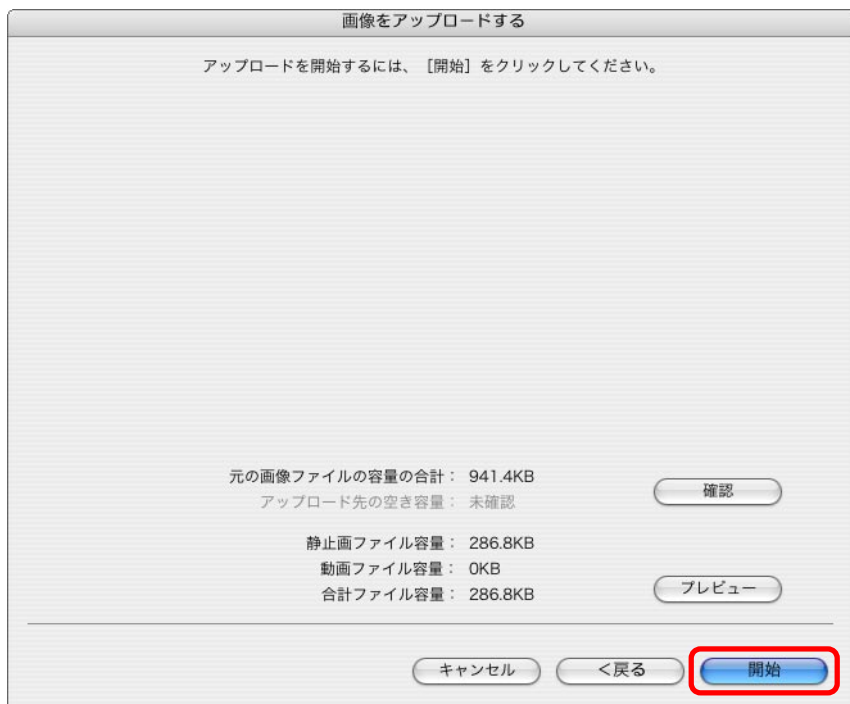 画像をアップロードする
アップロードを開始するには、［開始］をクリックしてください。
元の画像ファイルの容量の合計： 941.4KB
確認
アップロード先の空き容量： 未確認
静止画ファイル容量： 286.8KB
動画ファイル容量： 0KB
合計ファイル容量： 286.8KB
プレビュー
キャンセル <戻る 開始